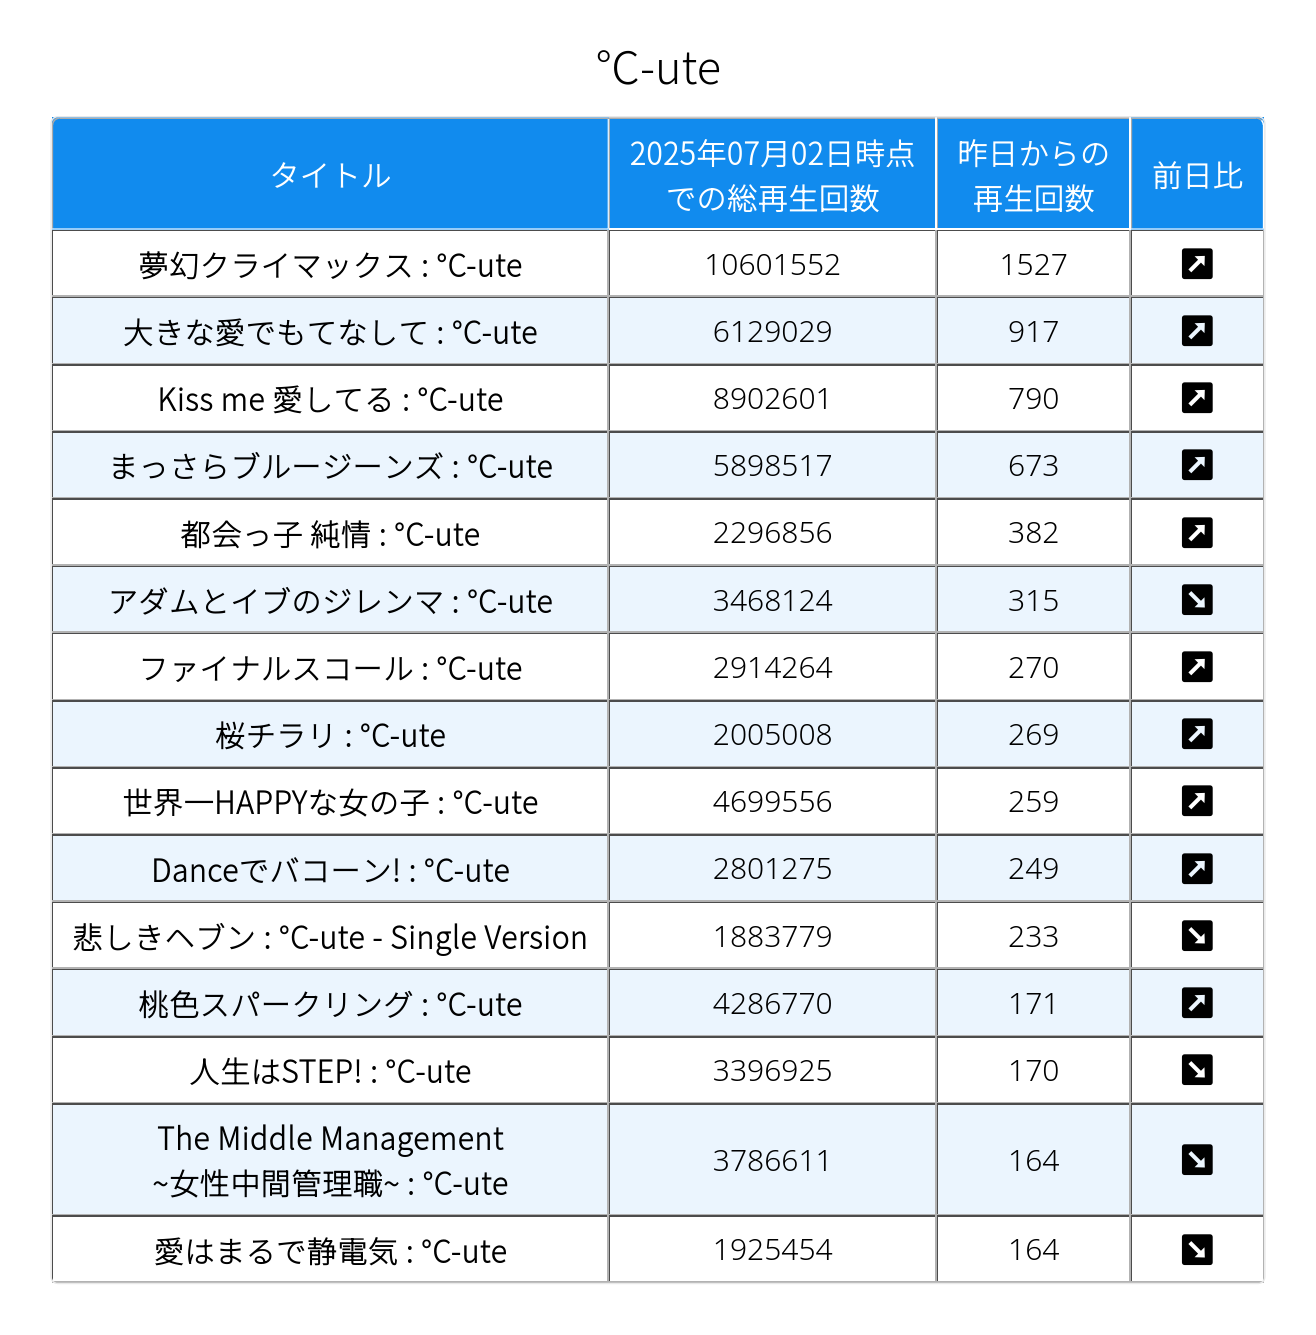 ℃-ute
タイトル
2025年07月02日時点
での総再生回数
昨日からの
再生回数
前日比
夢幻クライマックス : ℃-ute 10601552 1527
大きな愛でもてなして : ℃-ute 6129029 917
Kiss me 愛してる : ℃-ute 8902601 790
まっさらブルージーンズ : ℃-ute 5898517 673
都会っ子 純情 : ℃-ute 2296856 382
アダムとイブのジレンマ : ℃-ute 3468124 315
ファイナルスコール : ℃-ute 2914264 270
桜チラリ : ℃-ute 2005008 269
世界一HAPPYな女の子 : ℃-ute 4699556 259
Danceでバコーン! : ℃-ute 2801275 249
悲しきヘブン : ℃-ute - Single Version 1883779 233
桃色スパークリング : ℃-ute 4286770 171
人生はSTEP! : ℃-ute 3396925 170
The Middle Management
~女性中間管理職~ : ℃-ute 3786611 164
愛はまるで静電気 : ℃-ute 1925454 164